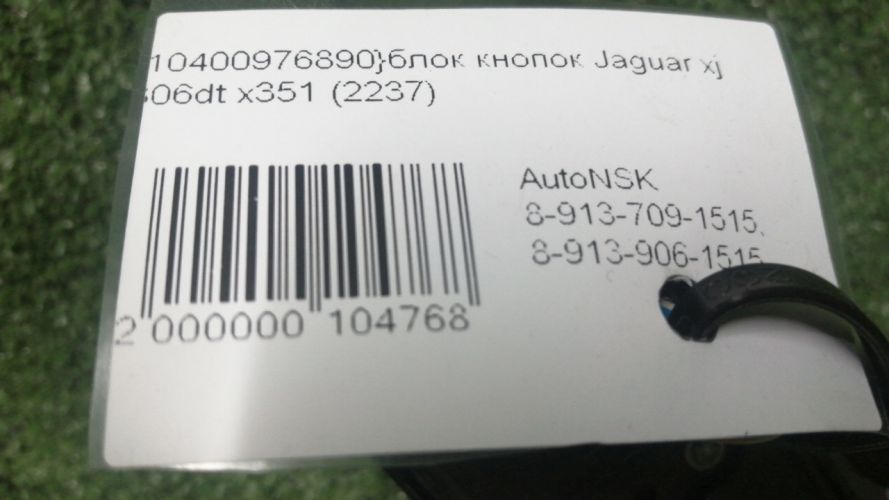 10400976890}блок кнопок Jaguar xj
306dt x351 (2237)
AutoNSK
8-913-709-1515,
8-913-906-1515
2 000000 104768